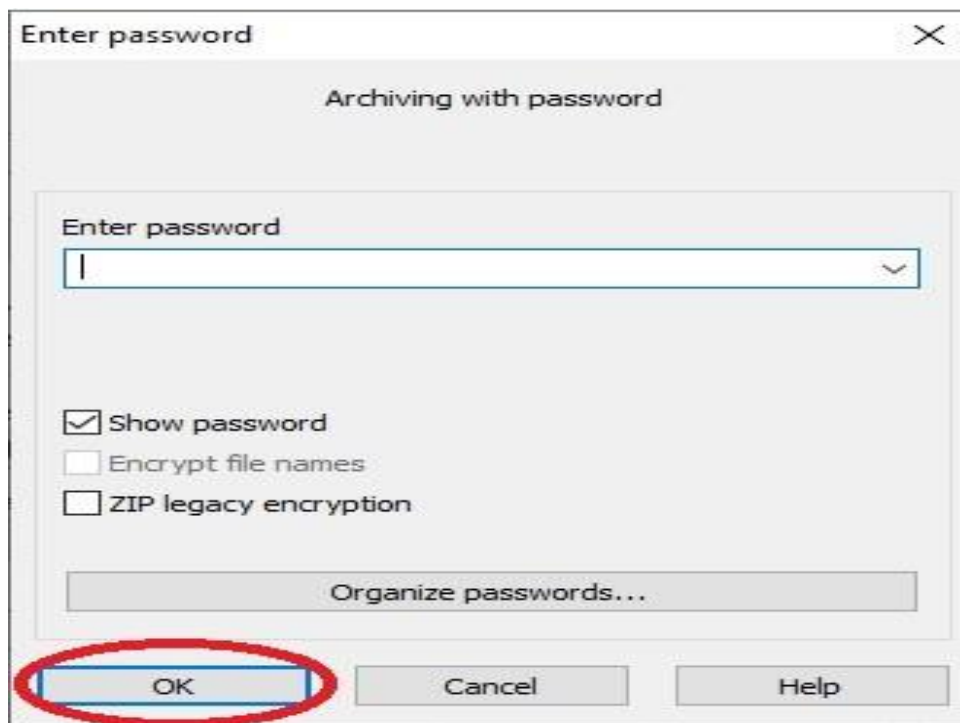 Enter password
Archiving with password
Enter password
Show password
Encrypt file names
ZIP legacy encryption
Organize passwords...
OK Cancel Help